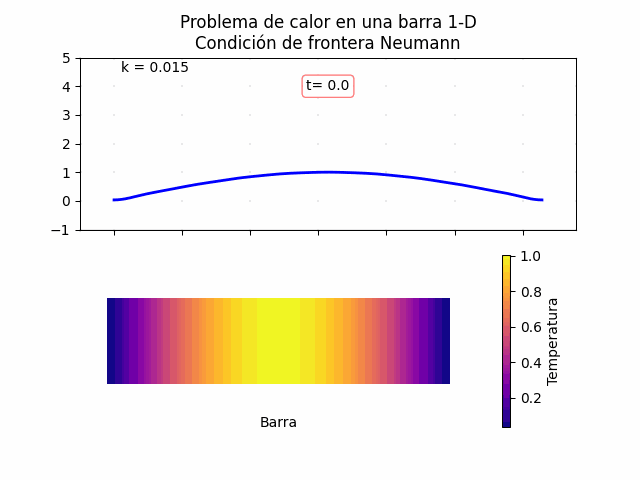 Problema de calor en una barra 1-D
Condición de frontera Neumann
5
k = 0.015
4
t= 0.0
3
2
1
0
−1
1.0
0.8
0.6
0.4
0.2
Temperatura
Barra